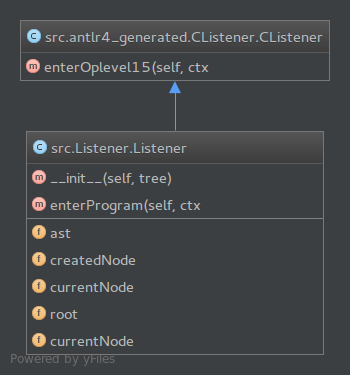 C src.antlr4_generated.CListener.CListener
m enterOplevel15(self, ctx
C src.Listener.Listener
m __init__(self, tree)
m enterProgram(self, ctx
f ast
f createdNode
f currentNode
f root
f currentNode
Powered by yFiles